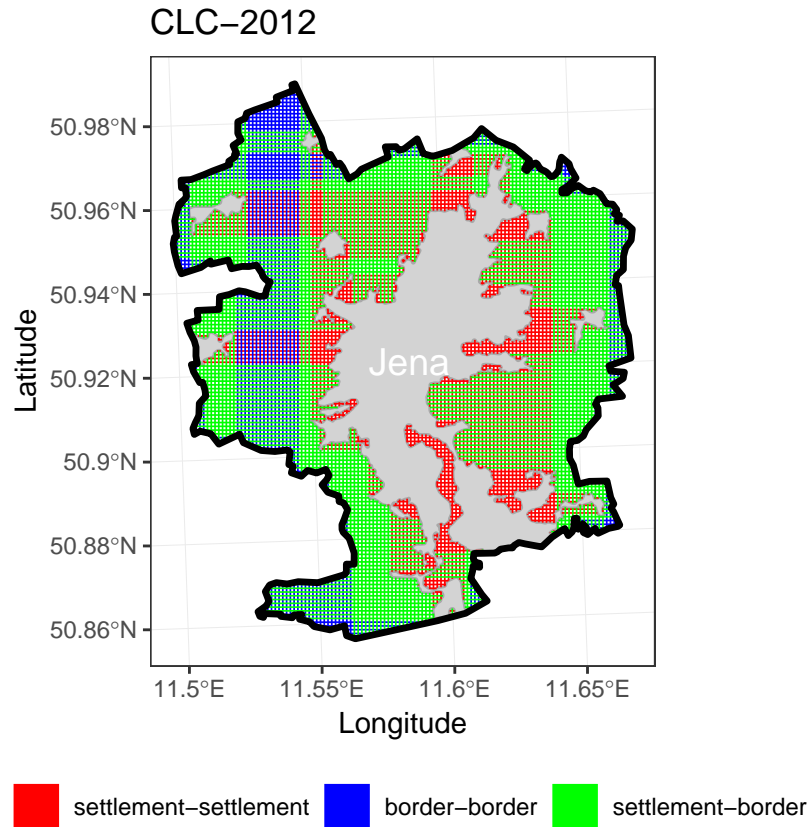 CLC−2012
50.98°N
50.96°N
50.94°N
50.92°N
50.9°N
50.88°N
50.86°N
Latitude
Jena
11.5°E 11.55°E 11.6°E 11.65°E
Longitude
settlement−settlement border−border settlement−border